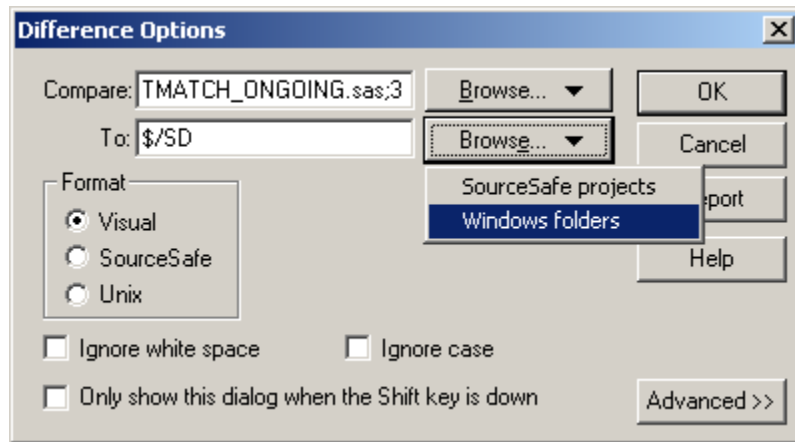 Difference Options
Compare: TMATCH_ONGOING.sas;3 Browse... OK
To: $/SD Browse... Cancel
SourceSafe projects
Windows folders
Format
Visual
SourceSafe
Unix
Help
Ignore white space Ignore case
Only show this dialog when the Shift key is down
Advanced >>